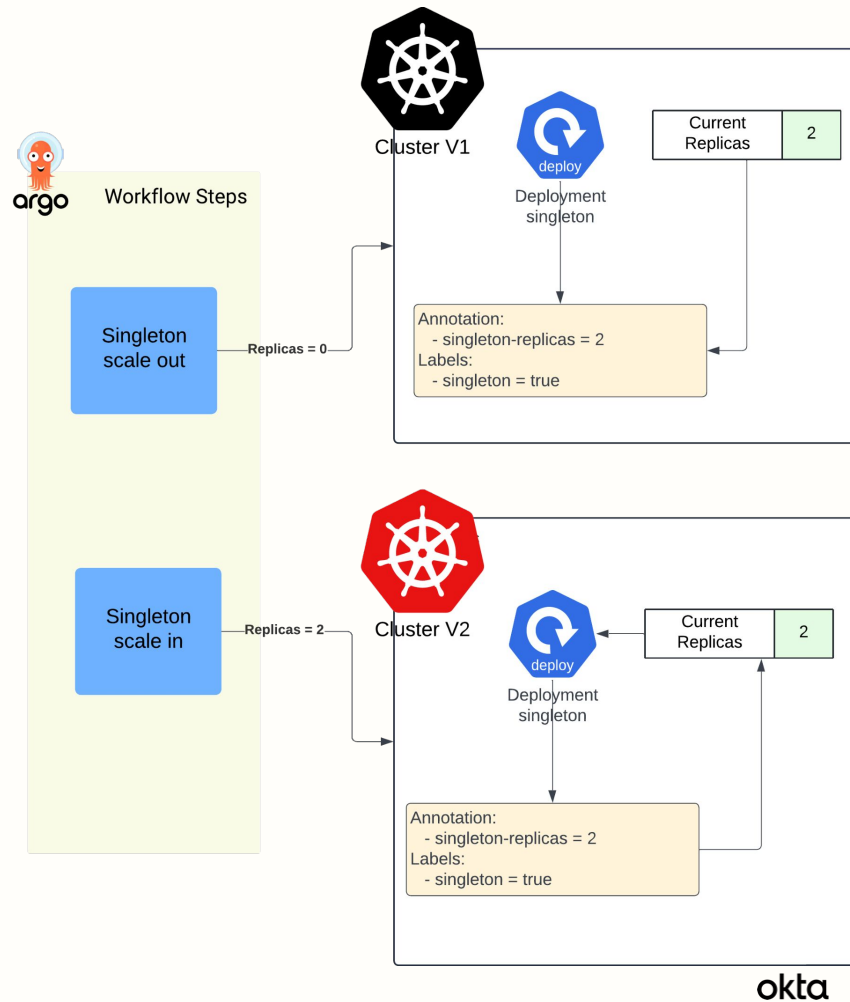 argo
Workflow Steps
Singleton
scale out
Replicas = 0
Cluster V1
deploy
Deployment
singleton
Current
Replicas
2
Annotation:
- singleton-replicas = 2
Labels:
- singleton = true
Singleton
scale in
Replicas = 2
Cluster V2
deploy
Deployment
singleton
Current
Replicas
2
Annotation:
- singleton-replicas = 2
Labels:
- singleton = true
okta